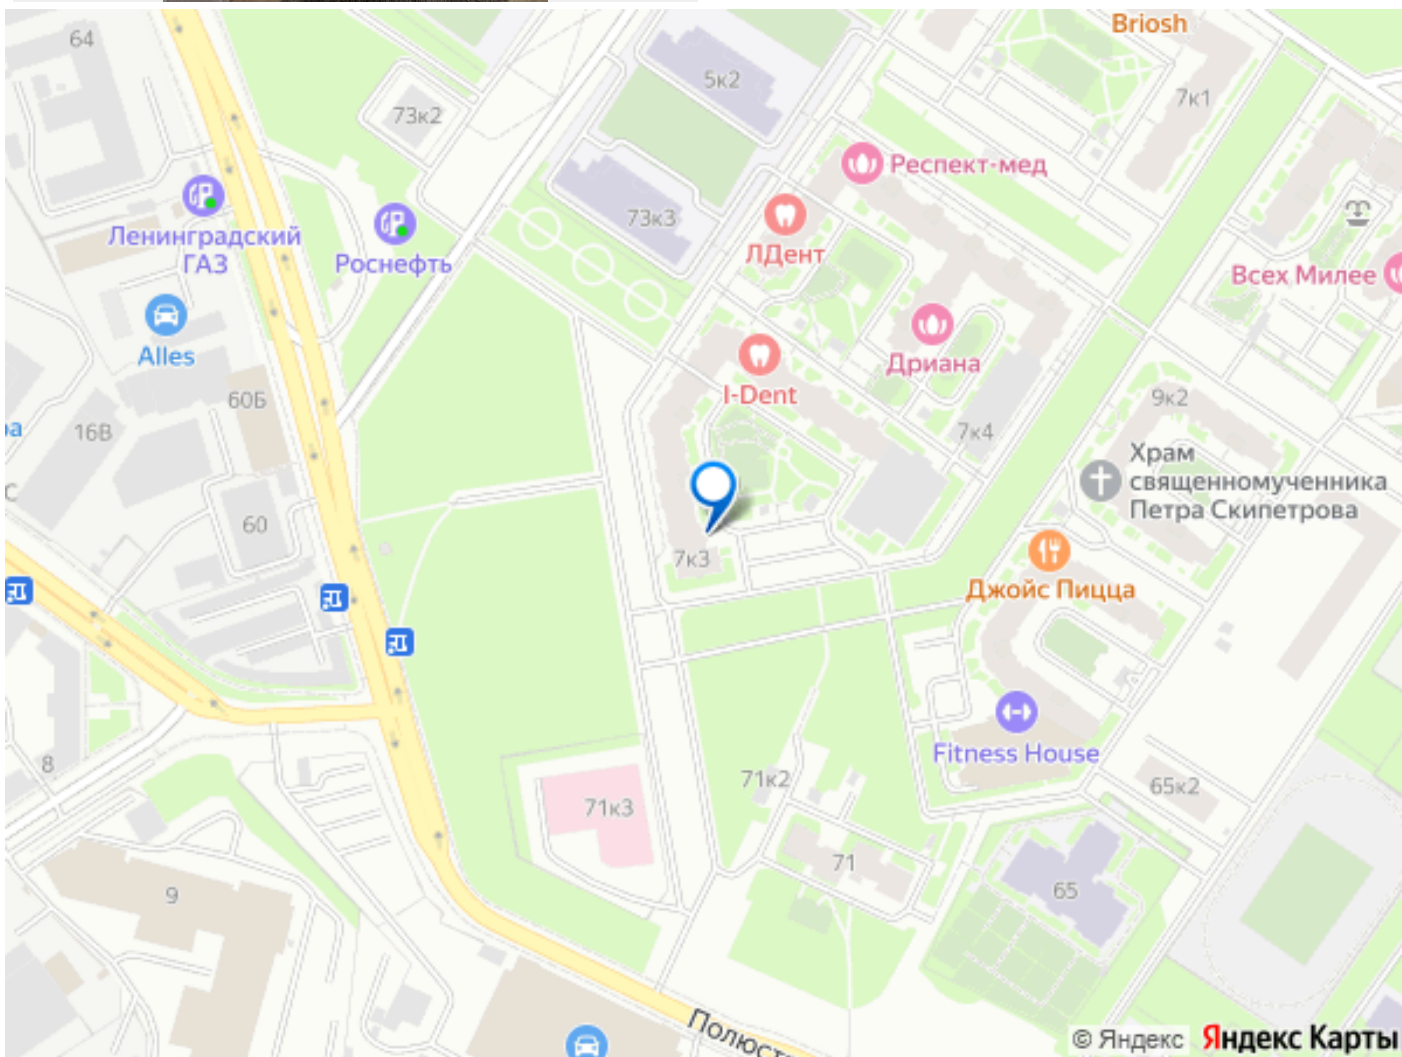 Briosh
64
5к2
7к1
73к2
Респект-мед
73к3
Ленинградский
ГАЗ
Роснефть
ЛДент
Всех Милее
Alles
Дриана
I-Dent
60Б
16В
9к2
7к4
Храм
священномученника
Петра Скипетрова
С
60
7к3
Джойс Пицца
Fitness House
8
71к2
65к2
71к3
71
65
9
Полюст
© Яндекс Яндекс Карты